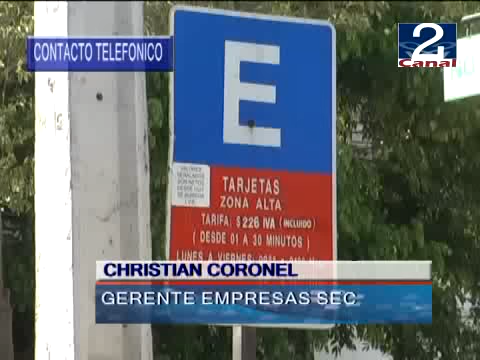 CONTACTO TELEFONICO
2
Canal
E
TARJETAS
ZONA ALTA
TARIFA: $ 226 IVA (INCLUIDO)
( DESDE 01 A 30 MINUTOS )
LUNES A VIERNES:
CHRISTIAN CORONEL
GERENTE EMPRESAS SEC